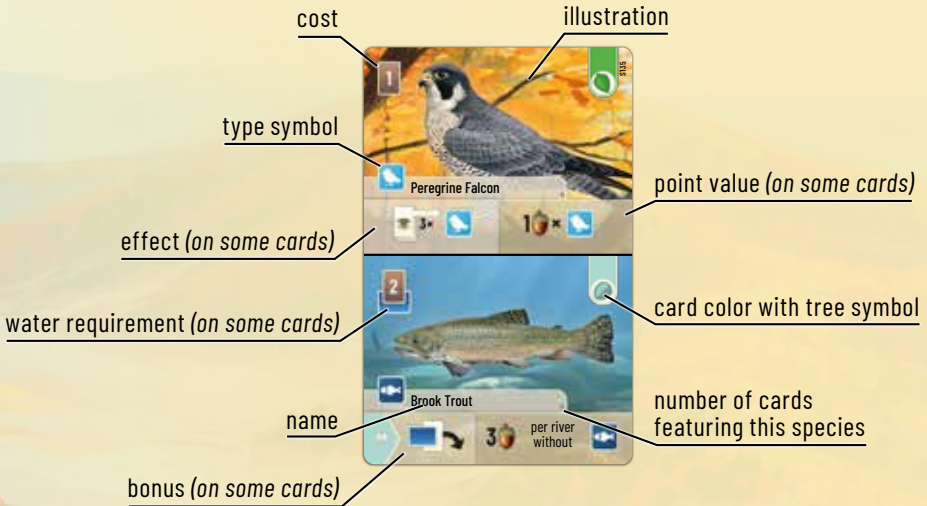 cost
illustration
1
S135
type symbol
Peregrine Falcon
point value (on some cards)
3×
1 ×
effect (on some cards)
2
card color with tree symbol
water requirement (on some cards)
Brook Trout
number of cards
featuring this species
name
3
per river
without
bonus (on some cards)